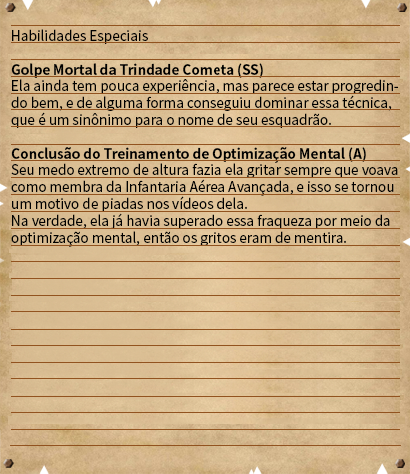 Habilidades Especiais
Golpe Mortal da Trindade Cometa (SS)
Ela ainda tem pouca experiência, mas parece estar progredin-
do bem, e de alguma forma conseguiu dominar essa técnica,
que é um sinônimo para o nome de seu esquadrão.
Conclusão do Treinamento de Optimização Mental (A)
Seu medo extremo de altura fazia ela gritar sempre que voava
como membra da Infantaria Aérea Avançada, e isso se tornou
um motivo de piadas nos vídeos dela.
Na verdade, ela já havia superado essa fraqueza por meio da
optimização mental, então os gritos eram de mentira.